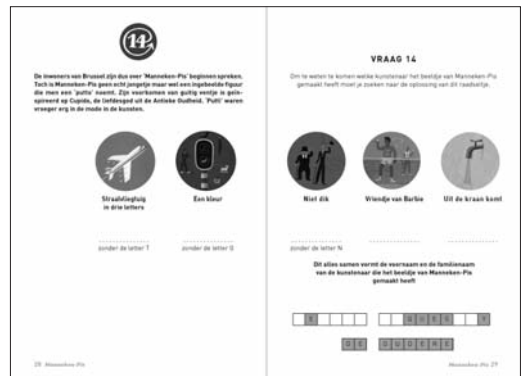 14
De inwoners van Brussel zijn dus over 'Manneken-Pis' beginnen spreken.
Toch is Manneken-Pis geen echt jongetje maar wel een ingebeelde figuur
die men een 'putto' noemt. Zijn voorkomen van guitig ventje is geïn-
spireerd op Cupido, de liefdesgod uit de Antieke Oudheid. 'Putti' waren
vroeger erg in de mode in de kunsten.
Straalvliegtuig
in drie letters
Een kleur
zonder de letter T
zonder de letter G
28 Manneken-Pis
VRAAG 14
Om te weten te komen welke kunstenaar het beeldje van Manneken-Pis
gemaakt heeft moet je zoeken naar de oplossing van dit raadseltje.
Niet dik
Vriendje van Barbie
Uit de kraan komt
zonder de letter N
Dit alles samen vormt de voornaam en de familienaam
van de kunstenaar die het beeldje van Manneken-Pis
gemaakt heeft
Manneken-Pis 29